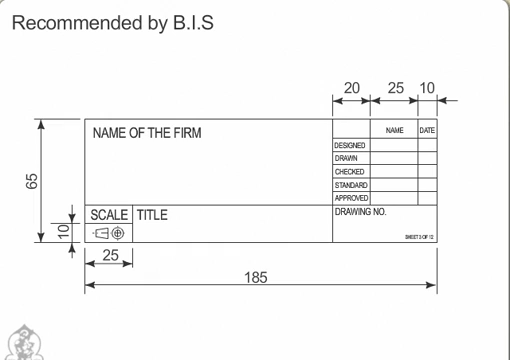 Recommended by B.I.S
20 25 10
NAME OF THE FIRM
NAME DATE
DESIGNED
DRAWN
CHECKED
STANDARD
APPROVED
65
SCALE TITLE DRAWING NO.
10
SHEET 3 OF 12
25
185